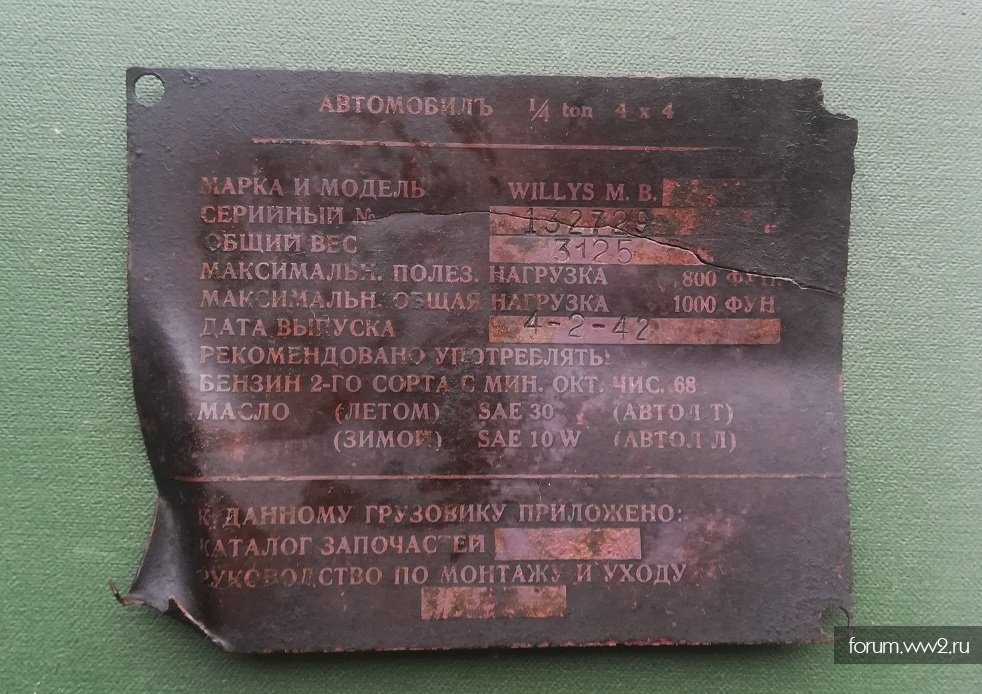 АВТОМОБИЛЪ 1/4 ton 4 x 4
МАРКА И МОДЕЛЬ WILLYS M. B.
СЕРИЙНЫЙ № 132729
ОБЩИЙ ВЕС 3125
МАКСИМАЛЬН. ПОЛЕЗ. НАГРУЗКА 800 ФУН
МАКСИМАЛЬН. ОБЩАЯ НАГРУЗКА 1000 ФУН
ДАТА ВЫПУСКА 4-2-42
РЕКОМЕНДОВАНО УПОТРЕБЛЯТЬ:
БЕНЗИН 2-ГО СОРТА С МИН. ОКТ. ЧИС. 68
МАСЛО (ЛЕТОМ) SAE 30 (АВТОЛ Т)
(ЗИМОЙ) SAE 10 W (АВТОЛ Л)
К ДАННОМУ ГРУЗОВИКУ ПРИЛОЖЕНО:
КАТАЛОГ ЗАПОЧАСТЕЙ
РУКОВОДСТВО ПО МОНТАЖУ И УХОДУ
forum.ww2.ru